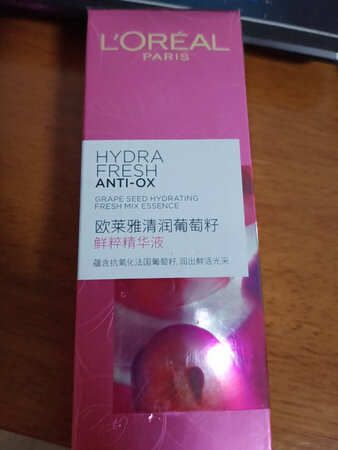 L'ORÉAL
PARIS
HYDRA
FRESH
ANTI-OX
GRAPE SEED HYDRATING
FRESH MIX ESSENCE
欧莱雅清润葡萄籽
鲜粹精华液
蕴含抗氧化法国葡萄籽,润出鲜活光采